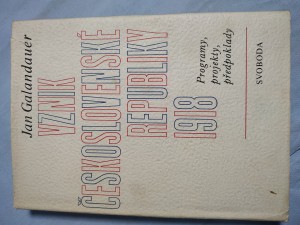 Jan Galandauer
VZNIK
ČESKOSLOVENSKÉ
REPUBLIKY
1918
Programy,
projekty,
předpoklady
SVOBODA